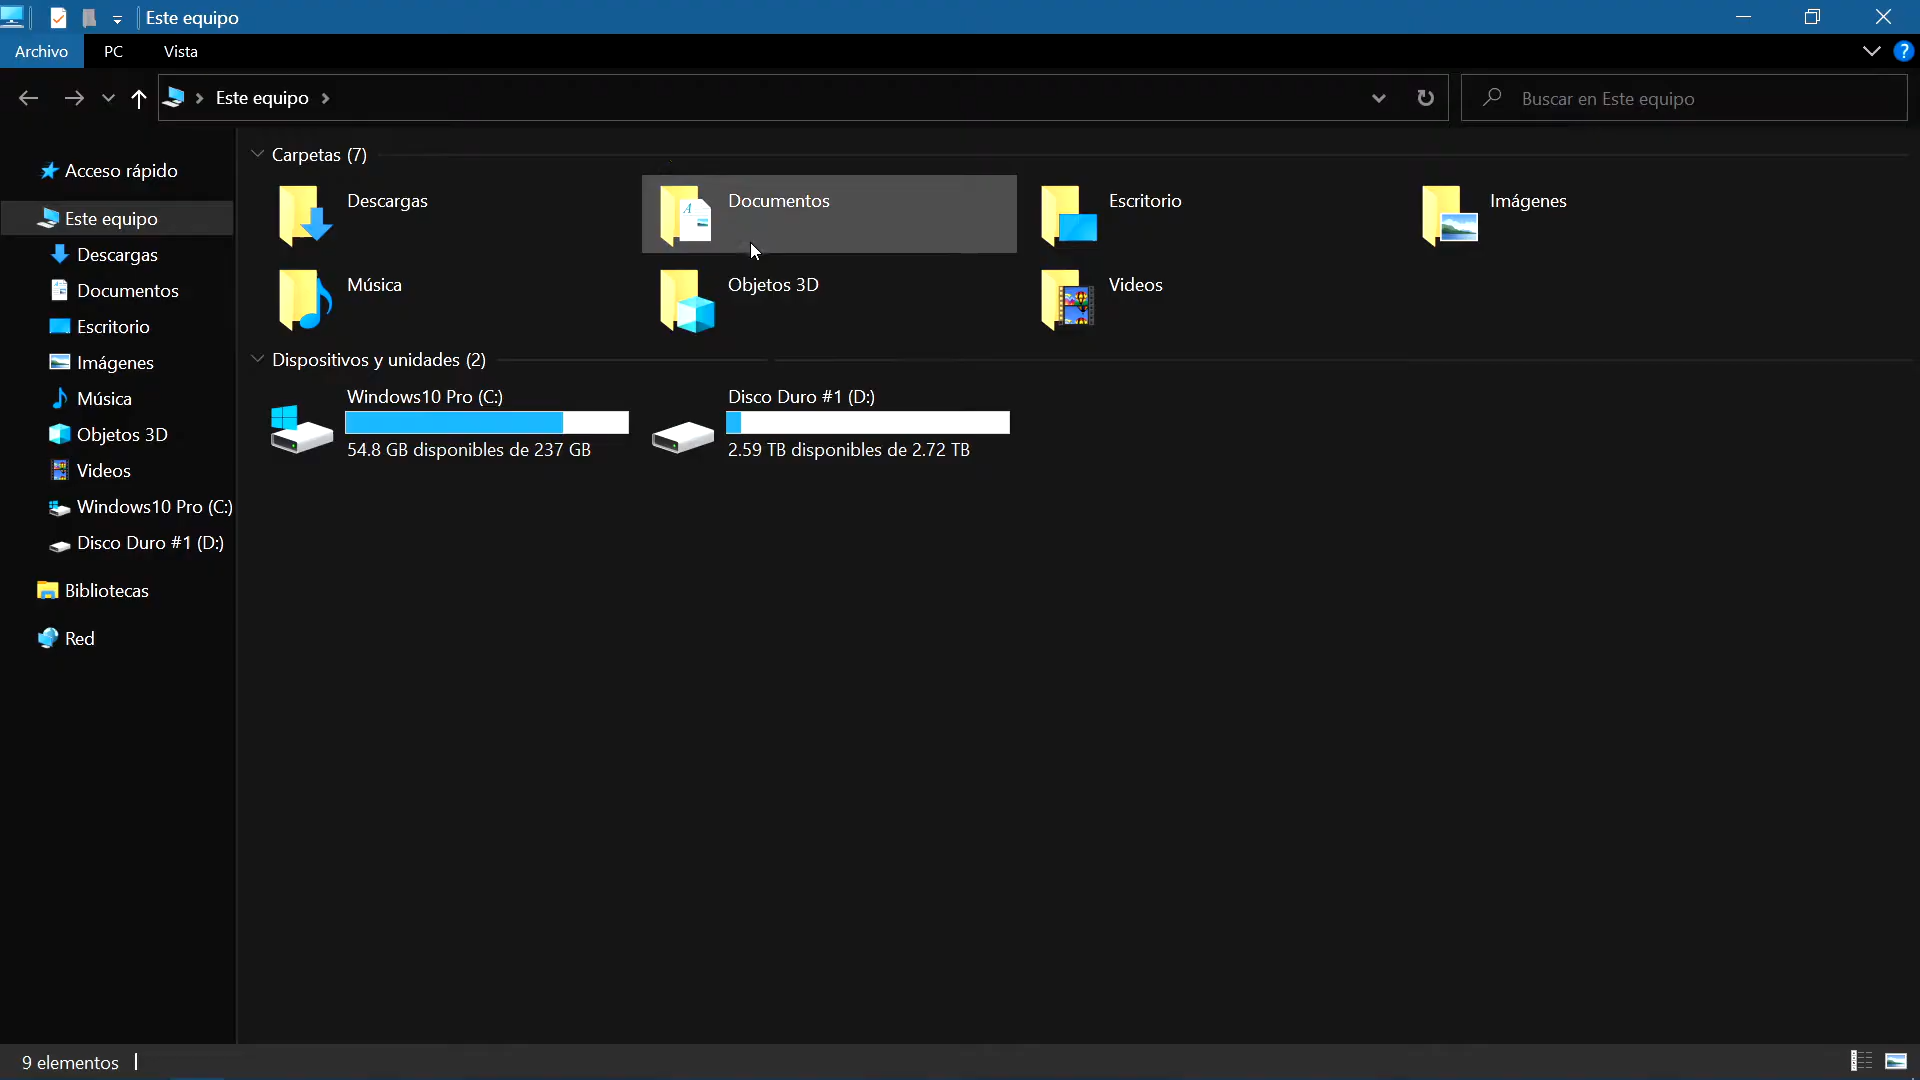 Este equipo
Archivo PC Vista
Este equipo
Buscar en Este equipo
Acceso rápido
Este equipo
Descargas
Documentos
Escritorio
Imágenes
Música
Objetos 3D
Videos
Windows10 Pro (C:)
Disco Duro #1 (D:)
Bibliotecas
Red
Carpetas (7)
Descargas
Documentos
Escritorio
Imágenes
Música
Objetos 3D
Videos
Dispositivos y unidades (2)
Windows10 Pro (C:)
54.8 GB disponibles de 237 GB
Disco Duro #1 (D:)
2.59 TB disponibles de 2.72 TB
9 elementos